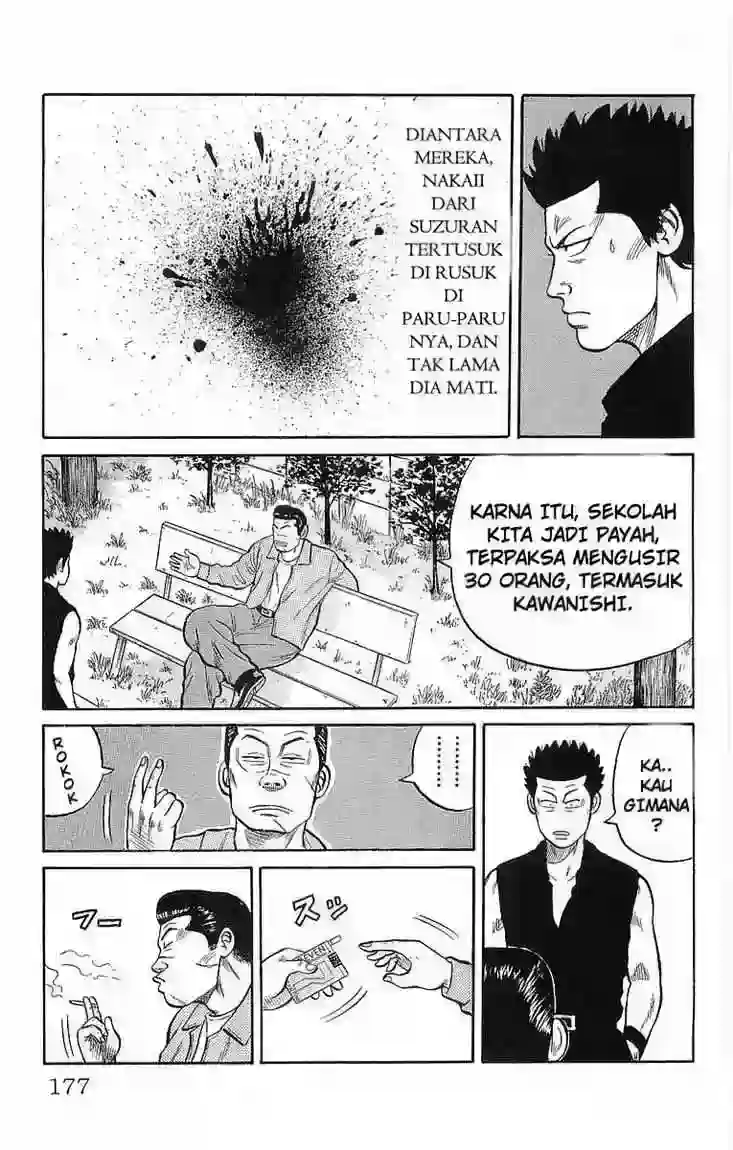 DIANTARA
MEREKA,
NAKAII
DARI
SUZURAN
TERTUSUK
DI RUSUK
DI
PARU-PARU
NYA, DAN
TAK LAMA
DIA MATI.
KARNA ITU, SEKOLAH
KITA JADI PAYAH,
TERPAKSA MENGUSIR
30 ORANG, TERMASUK
KAWANISHI.
KA..
KAU
GIMANA
?
........
ROKOK
スッ
EVEN
フー
177